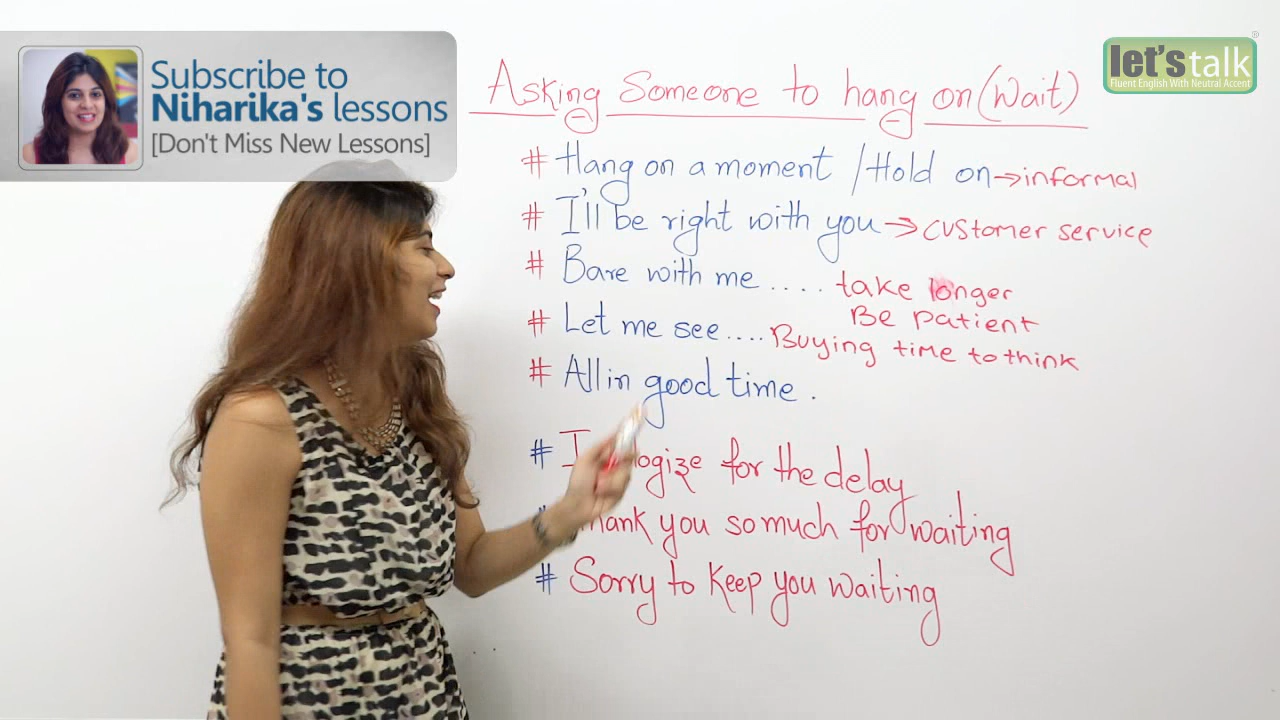 Subscribe to
Niharika's lessons
[Don't Miss New Lessons]
let's talk ®
Fluent English With Neutral Accent
Asking Someone to hang on (Wait)
# Hang on a moment / Hold on → informal
# I'll be right with you → customer service
# Bare with me .... take longer
Be patient
# Let me see .... Buying time to think
# All in good time .
# I for the delay
you so much for waiting
# Sorry to keep you waiting